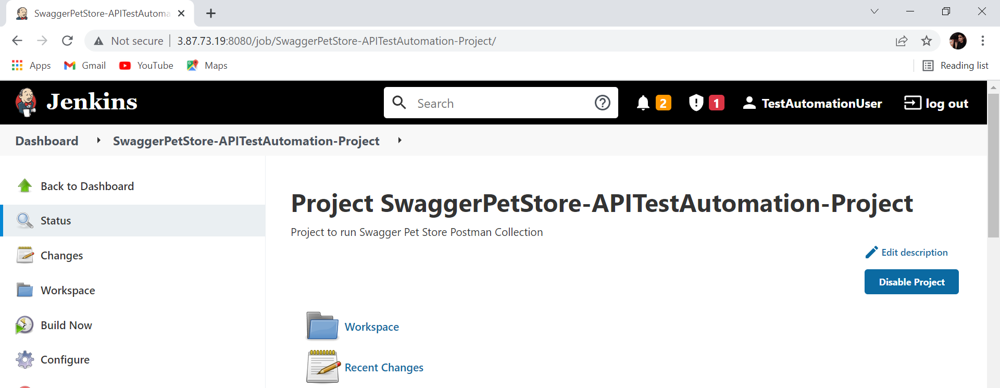 SwaggerPetStore-APITestAutoma
Not secure 3.87.73.19:8080/job/SwaggerPetStore-APITestAutomation-Project/
Apps Gmail YouTube Maps Reading list
Jenkins Search 2 1 TestAutomationUser log out
Dashboard SwaggerPetStore-APITestAutomation-Project
Back to Dashboard
Status
Changes
Workspace
Build Now
Configure
Project SwaggerPetStore-APITestAutomation-Project
Project to run Swagger Pet Store Postman Collection
Edit description
Disable Project
Workspace
Recent Changes